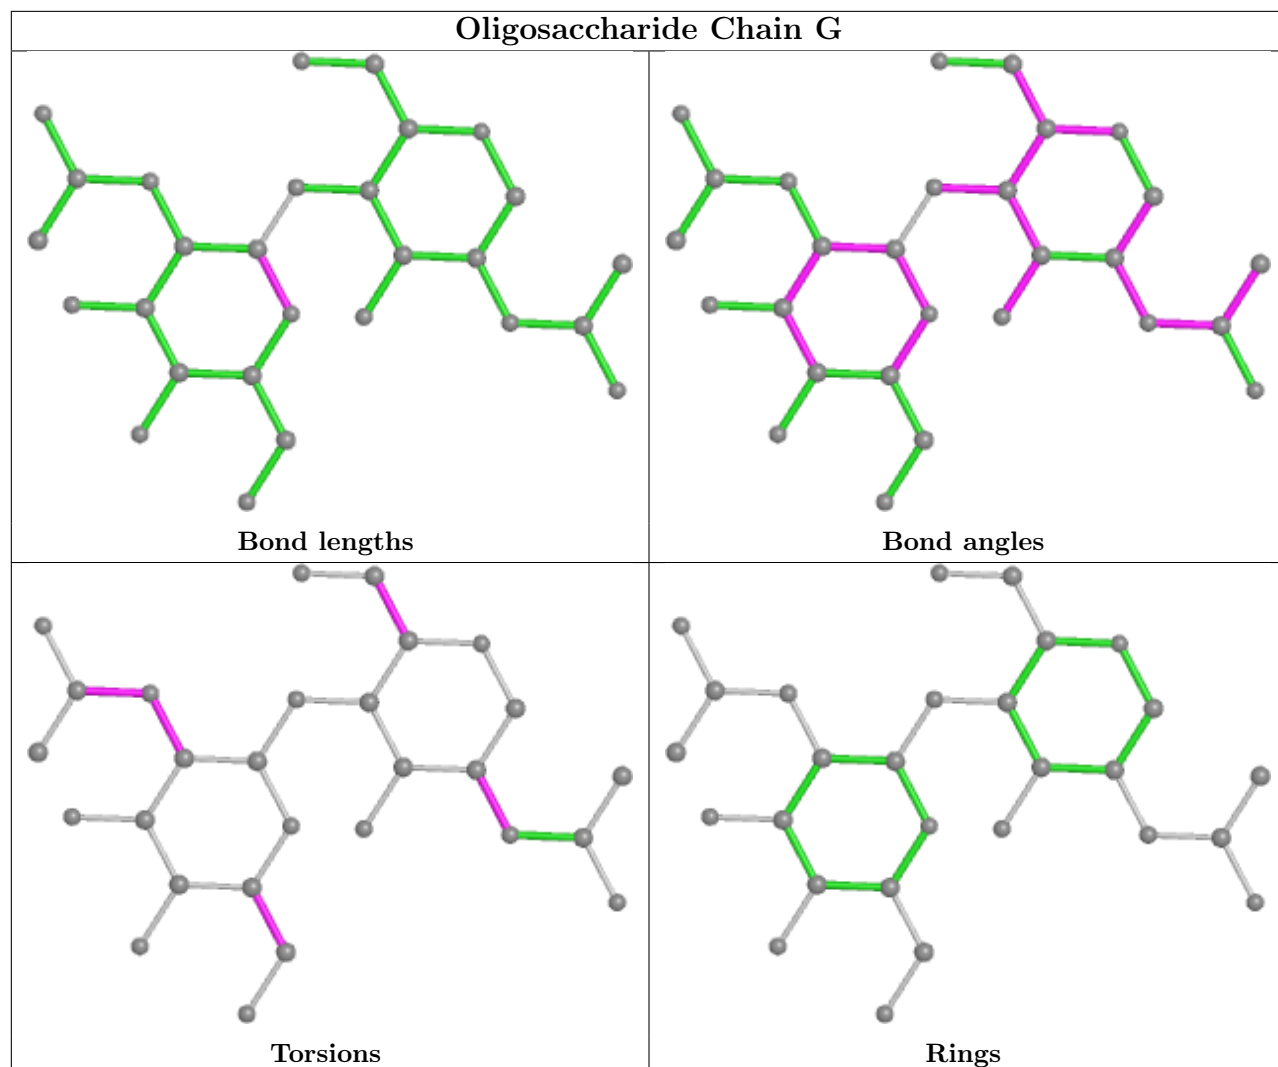 Oligosaccharide Chain G
Bond lengths
Bond angles
Torsions
Rings